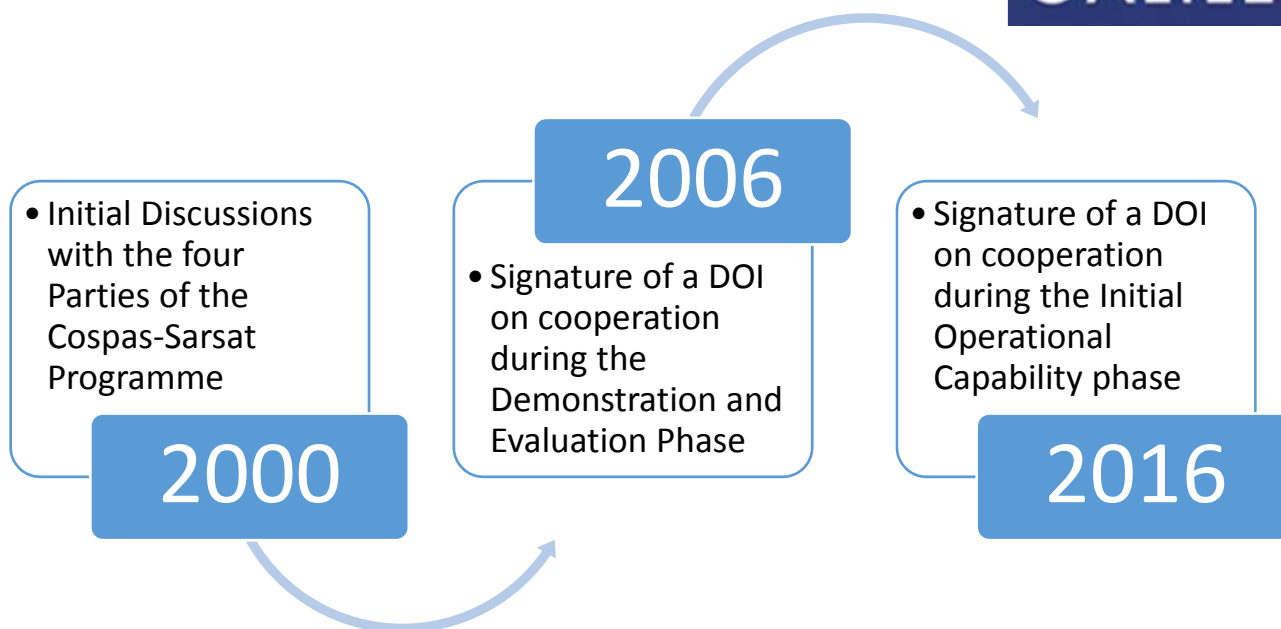 • Initial Discussions
with the four
Parties of the
Cospas-Sarsat
Programme
2000
2006
• Signature of a DOI
on cooperation
during the
Demonstration and
Evaluation Phase
• Signature of a DOI
on cooperation
during the Initial
Operational
Capability phase
2016